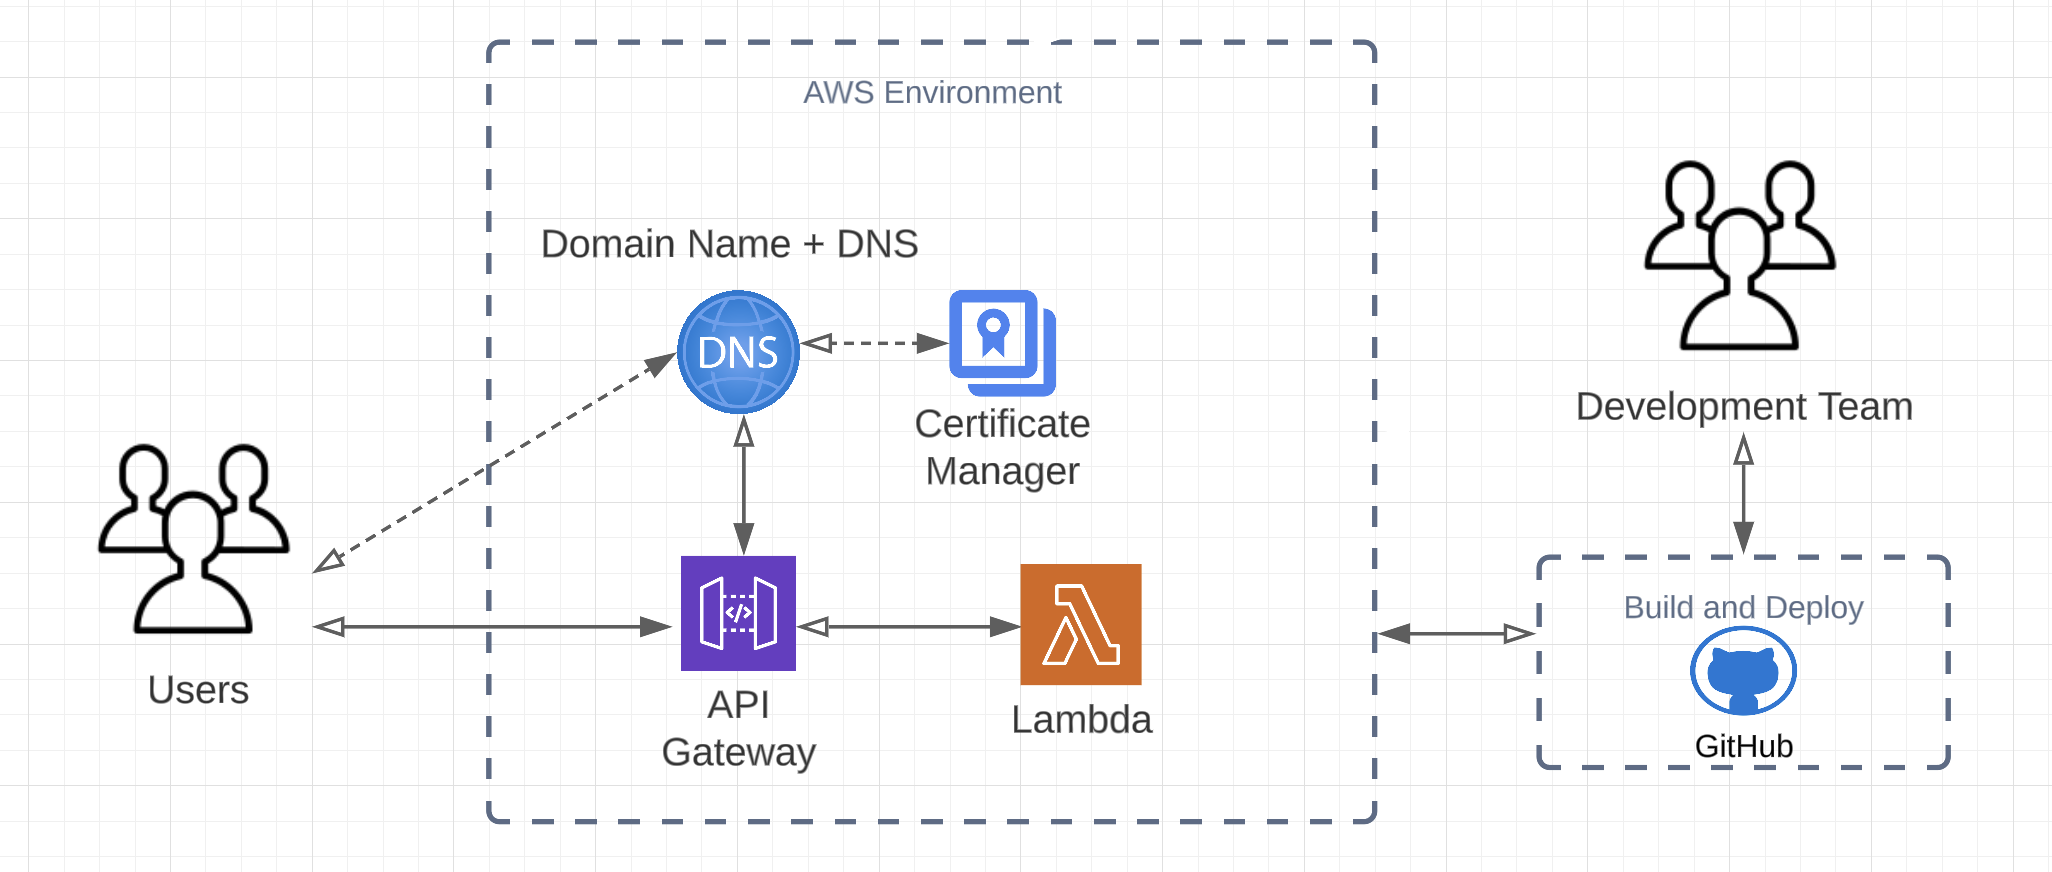 AWS Environment
Domain Name + DNS
DNS
Certificate
Manager
Development Team
Users
API
Gateway
</>
Lambda
Build and Deploy
GitHub